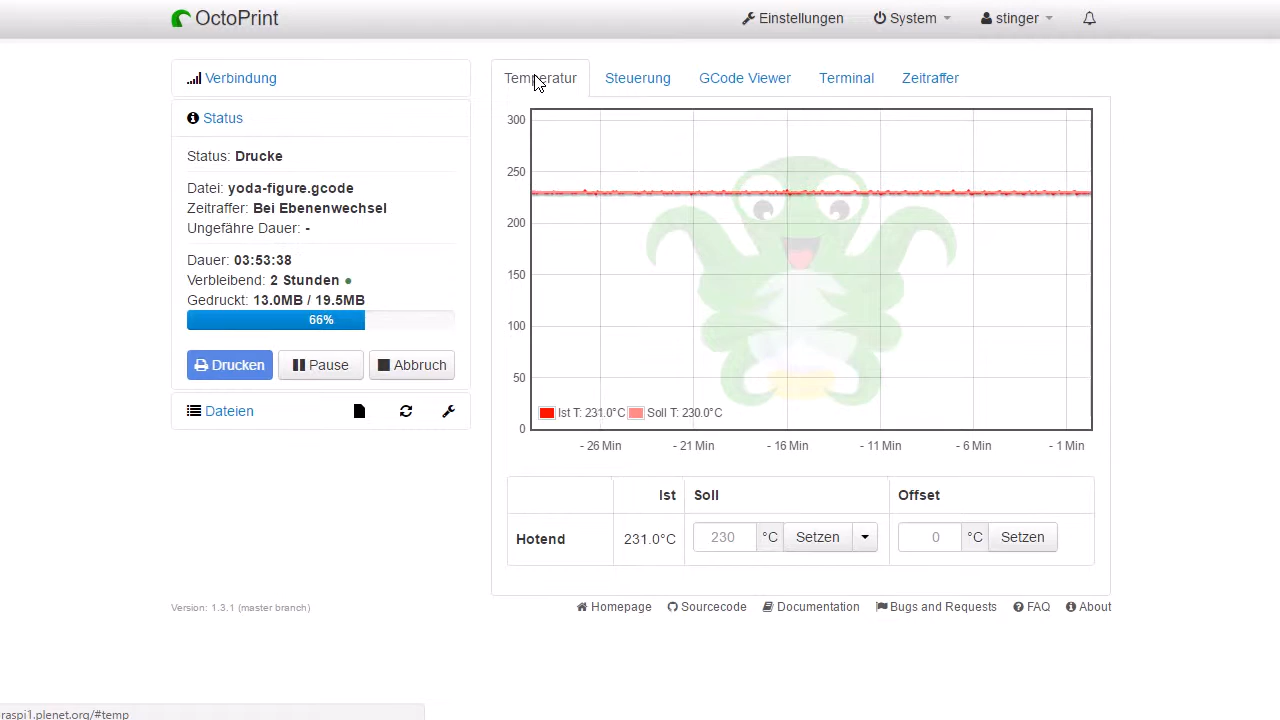 OctoPrint
Einstellungen System stinger
Verbindung
Status
Status: Drucke
Datei: yoda-figure.gcode
Zeitraffer: Bei Ebenenwechsel
Ungefähre Dauer: -
Dauer: 03:53:38
Verbleibend: 2 Stunden
Gedruckt: 13.0MB / 19.5MB
66%
Drucken Pause Abbruch
Dateien
Temperatur Steuerung GCode Viewer Terminal Zeitraffer
300
250
200
150
100
50
0
Ist T: 231.0°C Soll T: 230.0°C
- 26 Min - 21 Min - 16 Min - 11 Min - 6 Min - 1 Min
Ist Soll Offset
Hotend 231.0°C 230 °C Setzen 0 °C Setzen
Version: 1.3.1 (master branch)
Homepage Sourcecode Documentation Bugs and Requests FAQ About
raspi1.plenet.org/#temp